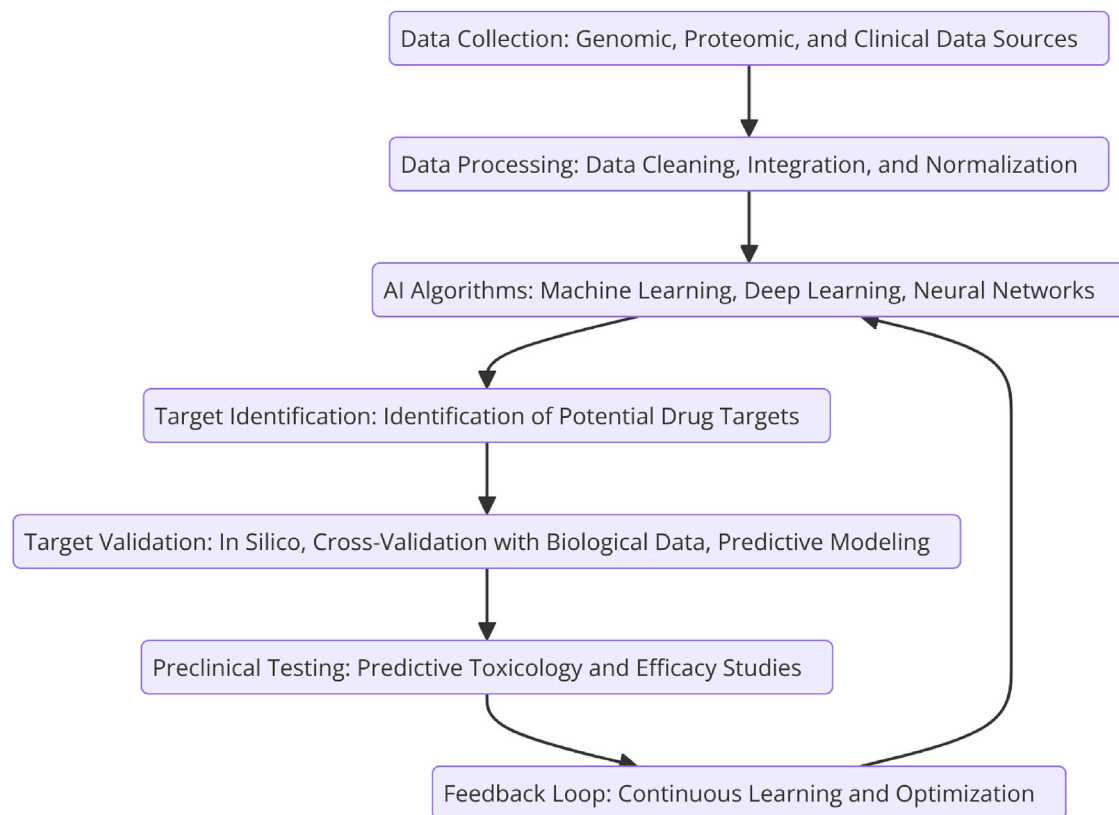 Data Collection: Genomic, Proteomic, and Clinical Data Sources
Data Processing: Data Cleaning, Integration, and Normalization
AI Algorithms: Machine Learning, Deep Learning, Neural Networks
Target Identification: Identification of Potential Drug Targets
Target Validation: In Silico, Cross-Validation with Biological Data, Predictive Modeling
Preclinical Testing: Predictive Toxicology and Efficacy Studies
Feedback Loop: Continuous Learning and Optimization